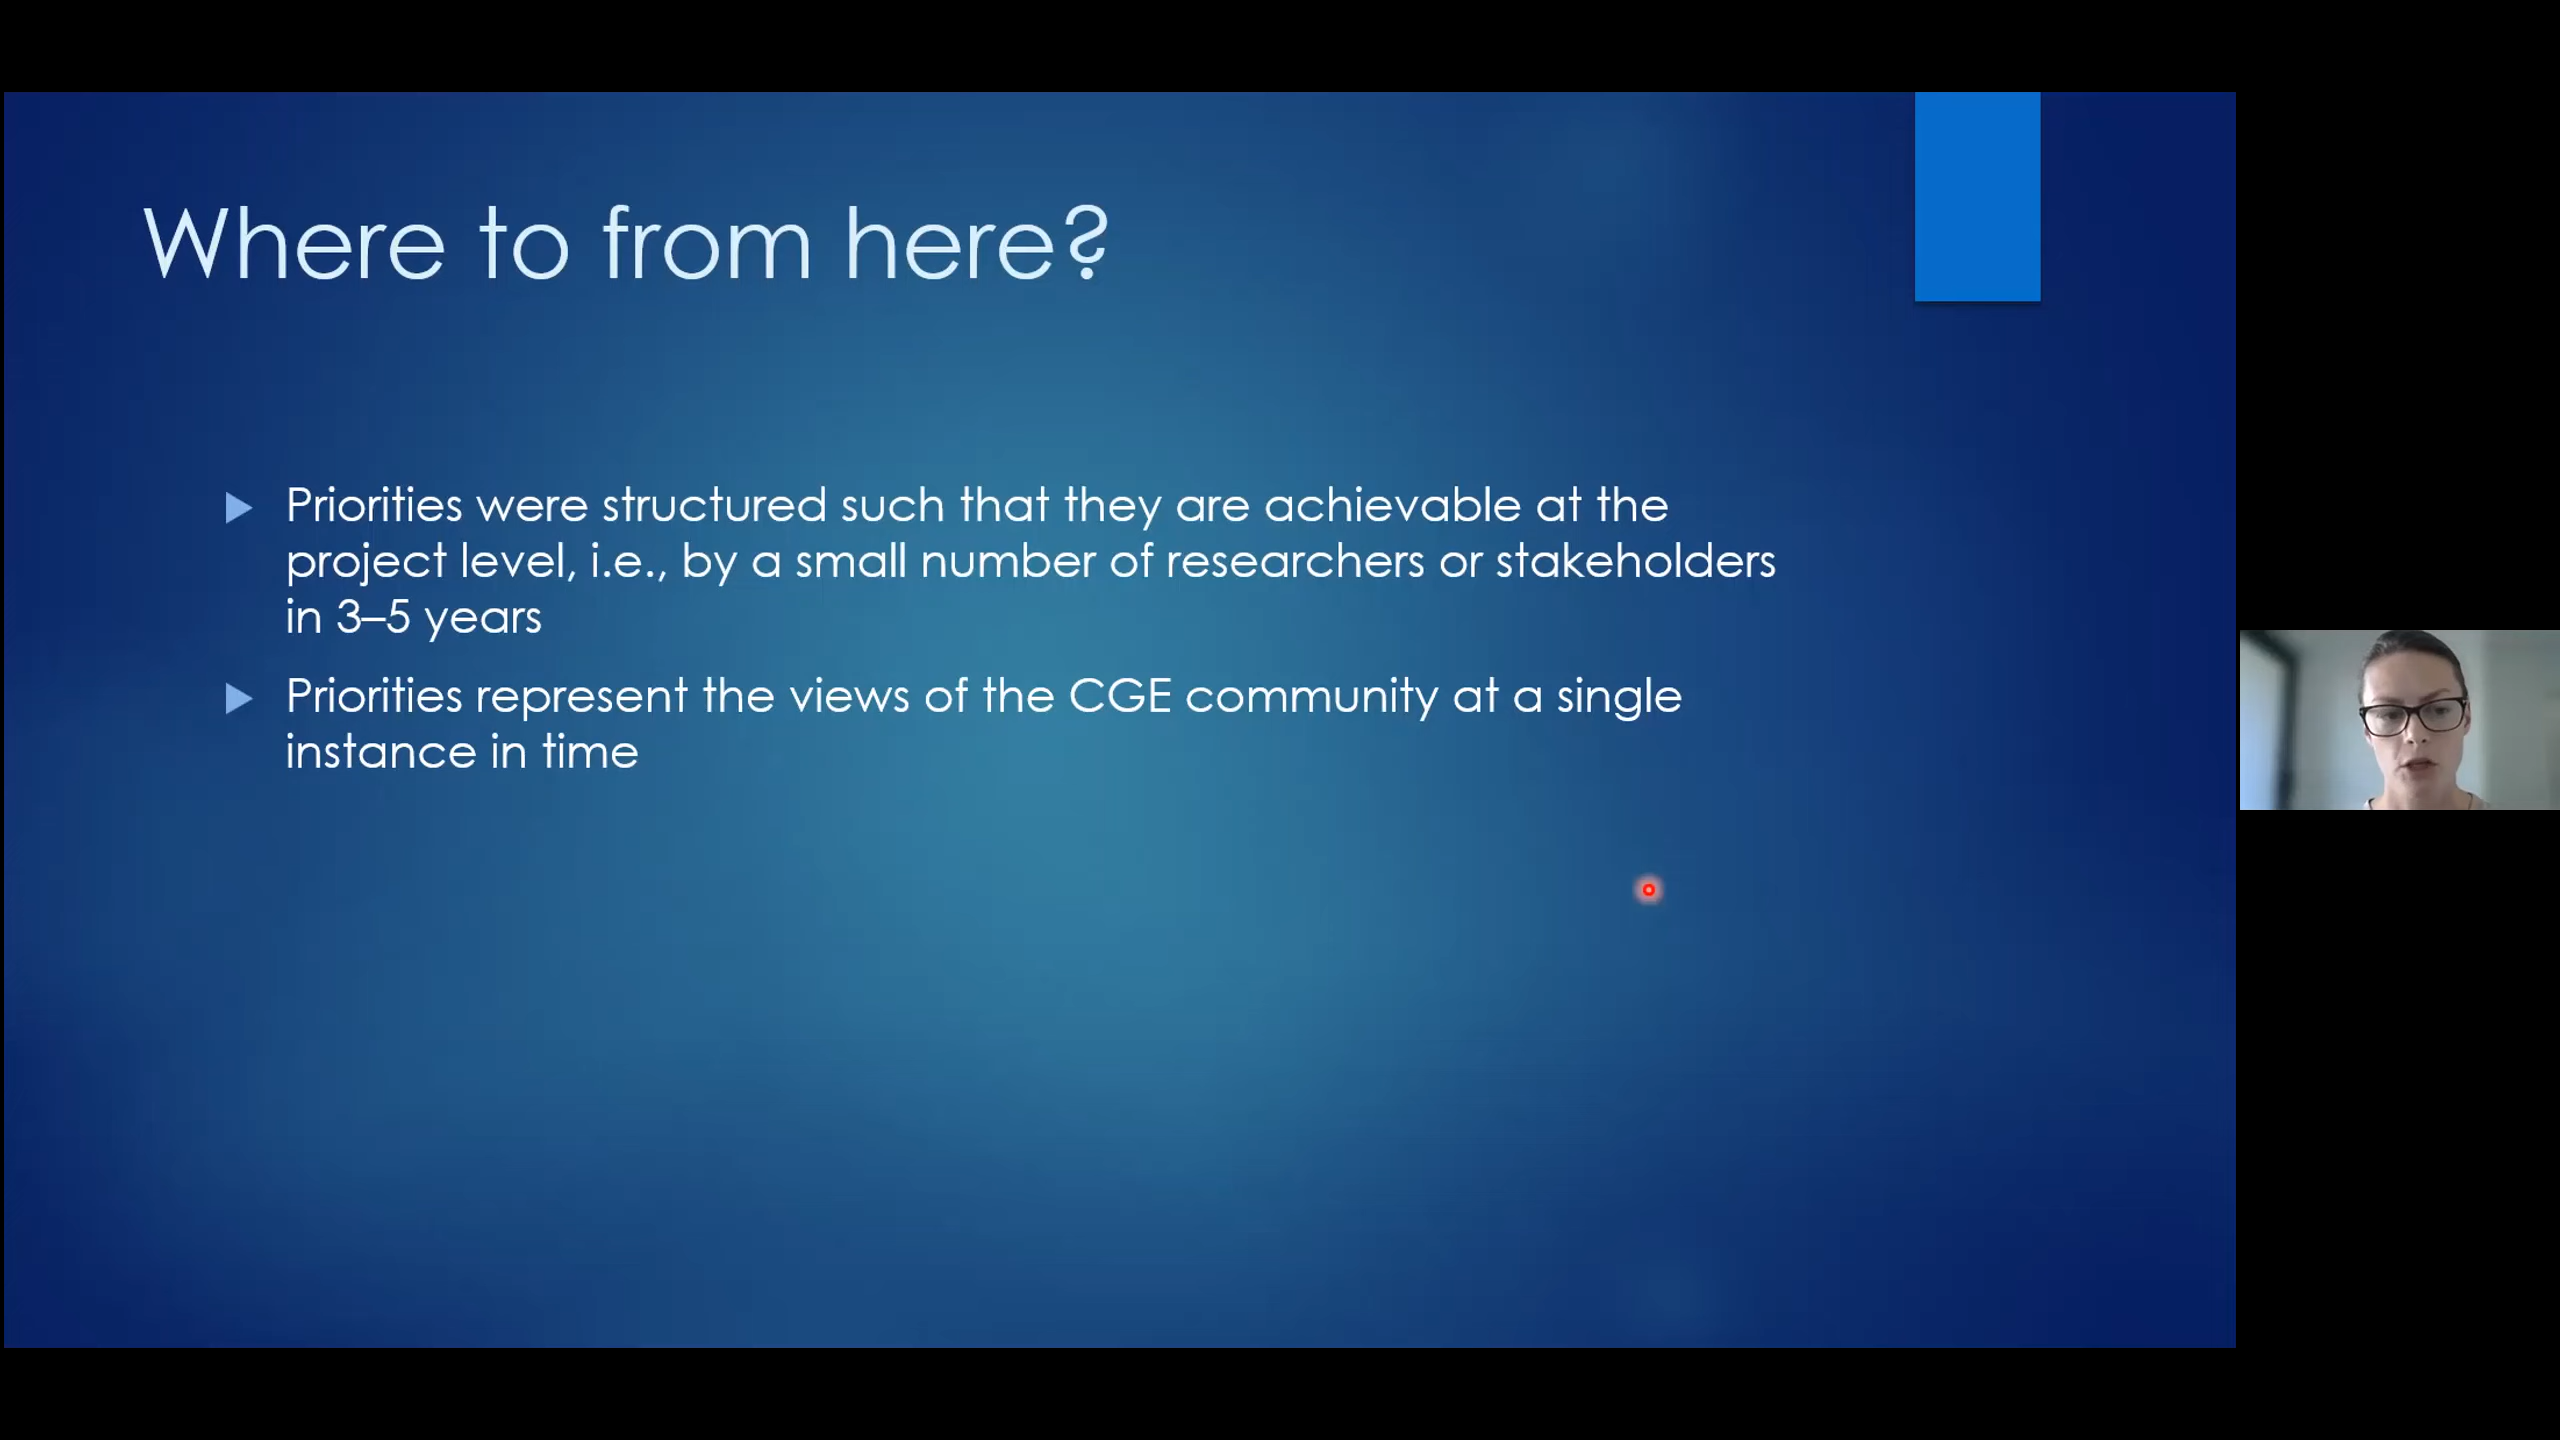 Where to from here?
Priorities were structured such that they are achievable at the
project level, i.e., by a small number of researchers or stakeholders
in 3–5 years
Priorities represent the views of the CGE community at a single
instance in time